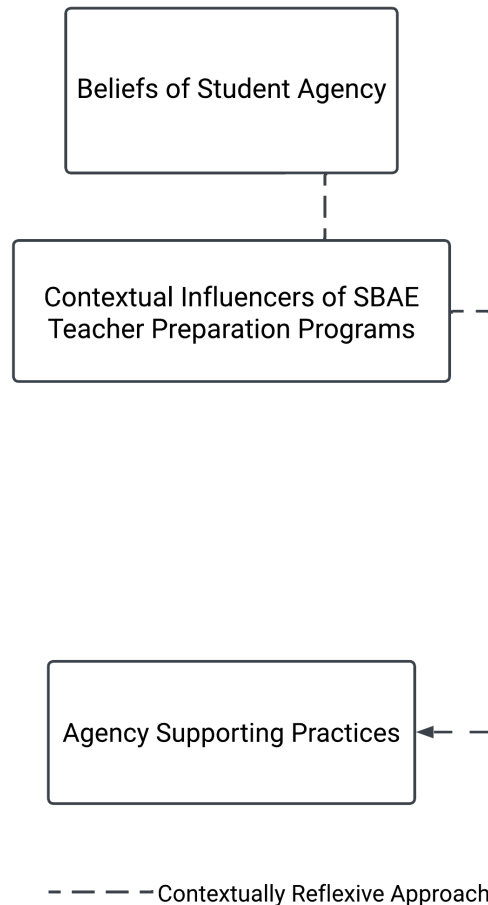 Beliefs of Student Agency
Contextual Influencers of SBAE
Teacher Preparation Programs
Agency Supporting Practices
Contextually Reflexive Approach